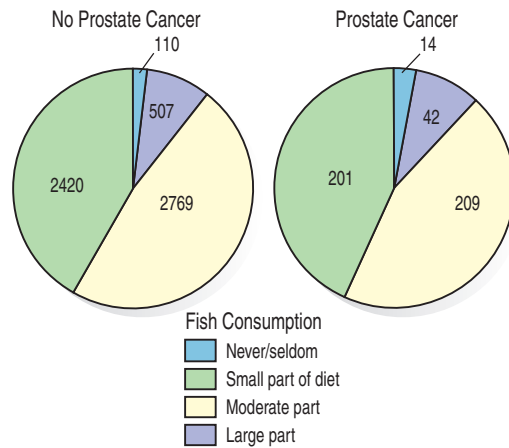 No Prostate Cancer
110
507
2420
2769
Prostate Cancer
14
42
201
209
Fish Consumption
Never/seldom
Small part of diet
Moderate part
Large part